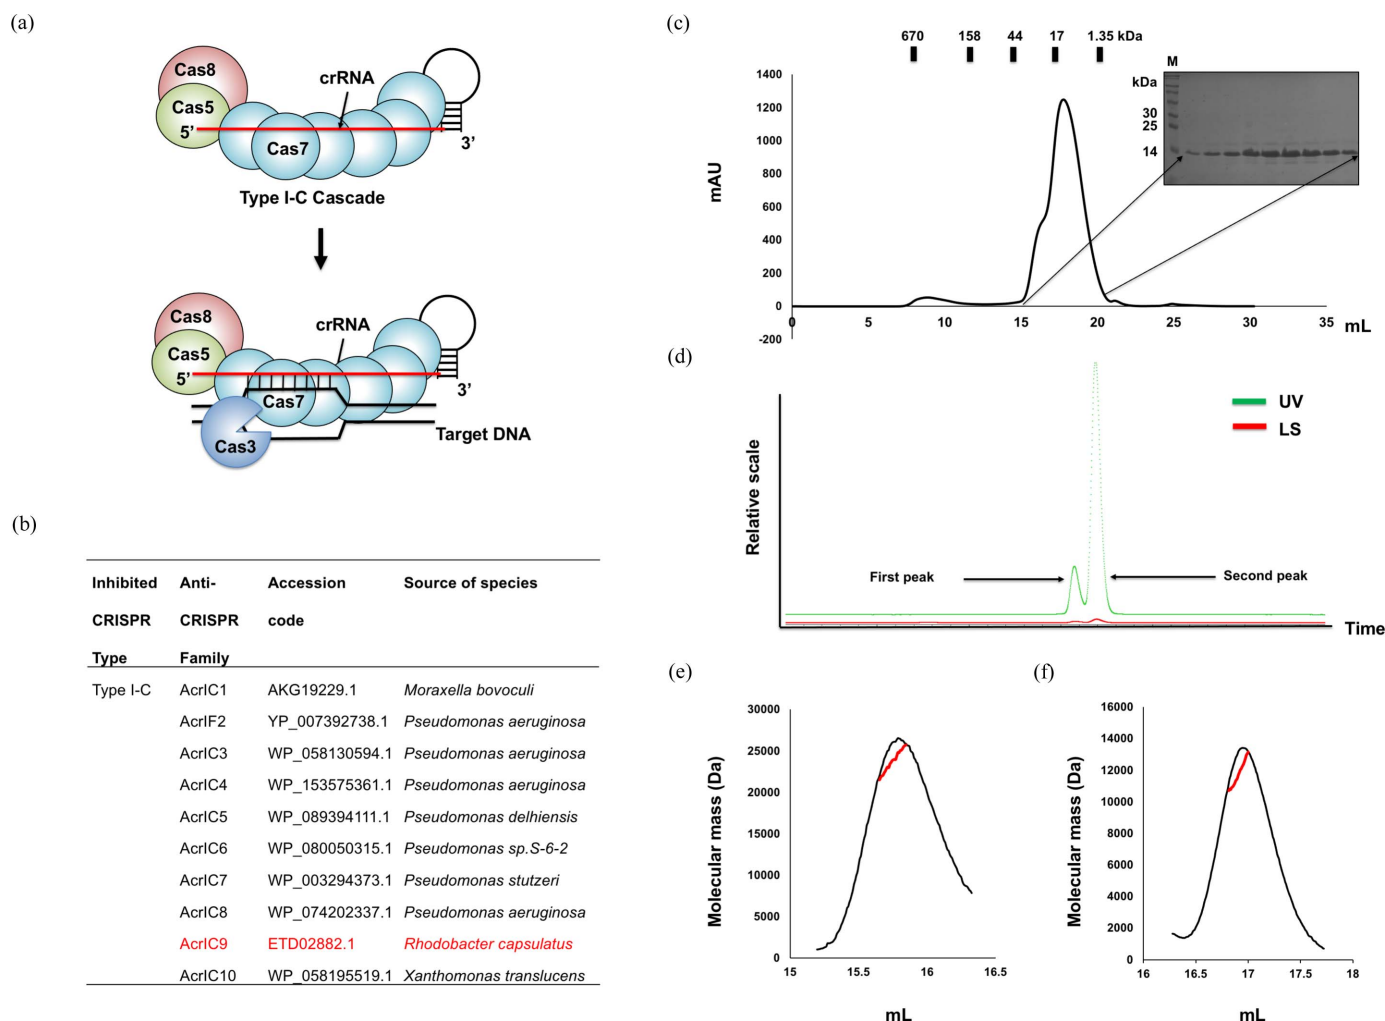 (a)
Cas8
Cas5
crRNA
5’
3’
Cas7
Type I-C Cascade
Cas8
crRNA
Cas5
5’
3’
Cas7
Cas3
Target DNA
(b)
Inhibited Anti- Accession Source of species
CRISPR CRISPR code
Type Family
Type I-C AcrIC1 AKG19229.1 Moraxella bovoculi
AcrIF2 YP_007392738.1 Pseudomonas aeruginosa
AcrIC3 WP_058130594.1 Pseudomonas aeruginosa
AcrIC4 WP_153575361.1 Pseudomonas aeruginosa
AcrIC5 WP_089394111.1 Pseudomonas delhiensis
AcrIC6 WP_080050315.1 Pseudomonas sp.S-6-2
AcrIC7 WP_003294373.1 Pseudomonas stutzeri
AcrIC8 WP_074202337.1 Pseudomonas aeruginosa
AcrIC9 ETD02882.1 Rhodobacter capsulatus
AcrIC10 WP_058195519.1 Xanthomonas translucens
(c)
670 158 44 17 1.35 kDa
M
kDa
30
25
14
1400
1200
1000
800
600
400
200
0
-200
mAU
0 5 10 15 20 25 30 35 mL
(d)
UV
LS
Relative scale
First peak
Second peak
Time
(e)
30000
25000
20000
15000
10000
5000
0
Molecular mass (Da)
15 15.5 16 16.5
mL
(f)
16000
14000
12000
10000
8000
6000
4000
2000
0
Molecular mass (Da)
16 16.5 17 17.5 18
mL